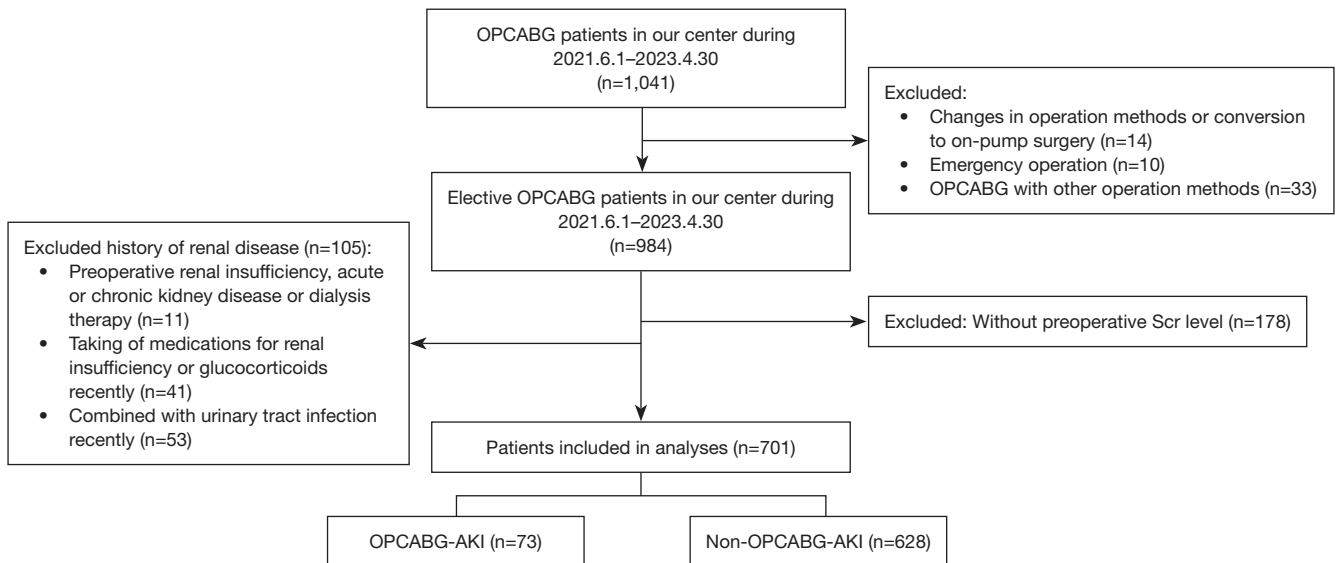 OPCABG patients in our center during
2021.6.1–2023.4.30
(n=1,041)
Excluded:
• Changes in operation methods or conversion
to on-pump surgery (n=14)
• Emergency operation (n=10)
• OPCABG with other operation methods (n=33)
Elective OPCABG patients in our center during
2021.6.1–2023.4.30
(n=984)
Excluded history of renal disease (n=105):
• Preoperative renal insufficiency, acute
or chronic kidney disease or dialysis
therapy (n=11)
• Taking of medications for renal
insufficiency or glucocorticoids
recently (n=41)
• Combined with urinary tract infection
recently (n=53)
Excluded: Without preoperative Scr level (n=178)
Patients included in analyses (n=701)
OPCABG-AKI (n=73)
Non-OPCABG-AKI (n=628)